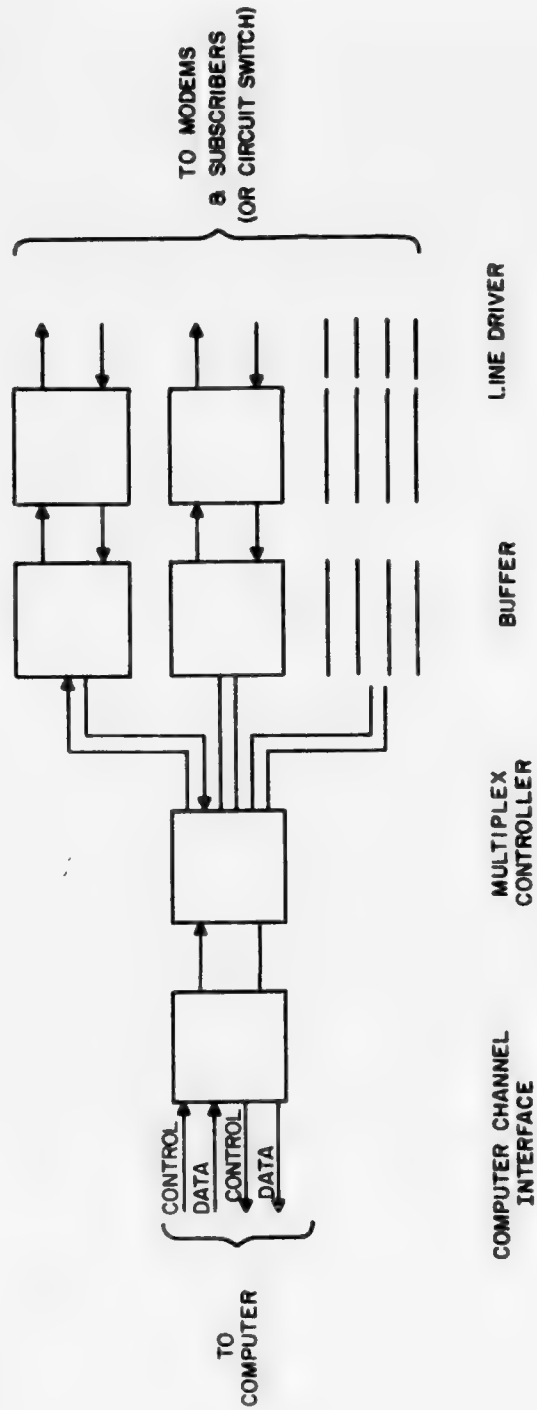 TO MODEMS
& SUBSCRIBERS
(OR CIRCUIT SWITCH)
CONTROL
DATA
CONTROL
DATA
TO
COMPUTER
COMPUTER CHANNEL
INTERFACE
MULTIPLEX
CONTROLLER
BUFFER
LINE DRIVER